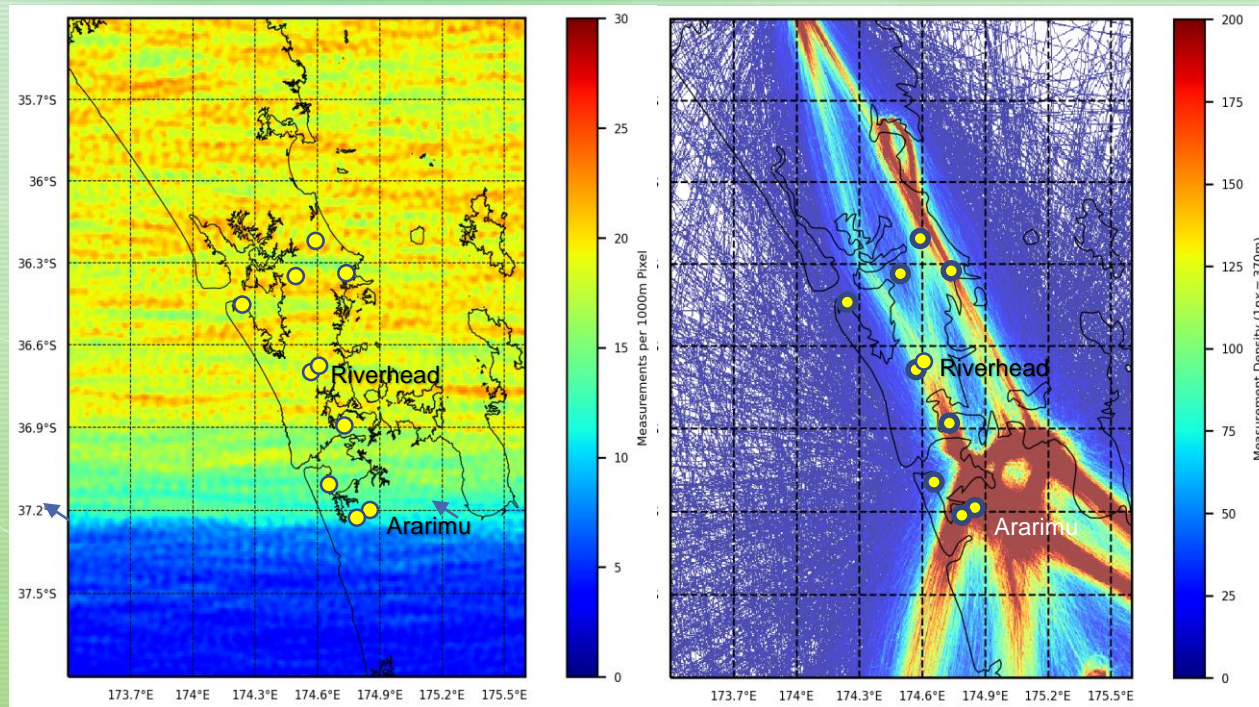 30
35.7°S
25
36°S
20
36.3°S
15
36.6°S
Riverhead
36.9°S
10
37.2°S
Ararimu
5
37.5°S
0
173.7°E 174°E 174.3°E 174.6°E 174.9°E 175.2°E 175.5°E
Measurements per 1000m Pixel
200
175
150
125
100
Riverhead
75
50
Ararimu
25
0
173.7°E 174°E 174.3°E 174.6°E 174.9°E 175.2°E 175.5°E
Measurment Density (1px=370m)